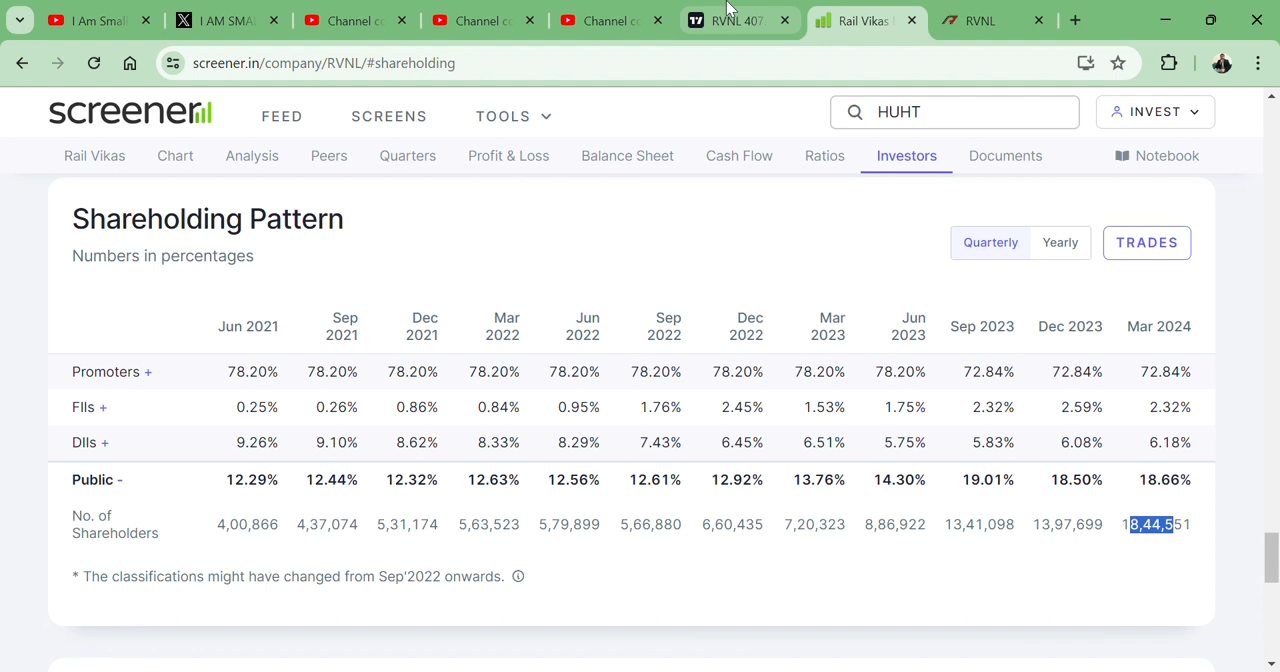 I Am Small
I AM SMA
Channel co
Channel co
Channel co
RVNL 407.
Rail Vikas
RVNL
screener.in/company/RVNL/#shareholding
screener
FEED
SCREENS
TOOLS
HUHT
INVEST
Rail Vikas
Chart
Analysis
Peers
Quarters
Profit & Loss
Balance Sheet
Cash Flow
Ratios
Investors
Documents
Notebook
Shareholding Pattern
Numbers in percentages
Quarterly
Yearly
TRADES
Jun 2021 Sep 2021 Dec 2021 Mar 2022 Jun 2022 Sep 2022 Dec 2022 Mar 2023 Jun 2023 Sep 2023 Dec 2023 Mar 2024
Promoters + 78.20% 78.20% 78.20% 78.20% 78.20% 78.20% 78.20% 78.20% 78.20% 72.84% 72.84% 72.84%
FIIs + 0.25% 0.26% 0.86% 0.84% 0.95% 1.76% 2.45% 1.53% 1.75% 2.32% 2.59% 2.32%
DIIs + 9.26% 9.10% 8.62% 8.33% 8.29% 7.43% 6.45% 6.51% 5.75% 5.83% 6.08% 6.18%
Public - 12.29% 12.44% 12.32% 12.63% 12.56% 12.61% 12.92% 13.76% 14.30% 19.01% 18.50% 18.66%
No. of Shareholders 4,00,866 4,37,074 5,31,174 5,63,523 5,79,899 5,66,880 6,60,435 7,20,323 8,86,922 13,41,098 13,97,699 18,44,551
* The classifications might have changed from Sep'2022 onwards.